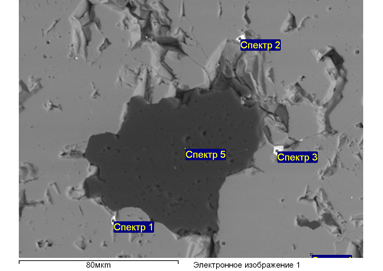 Спектр 2
Спектр 5
Спектр 3
Спектр 1
80мкm
Электронное изображение 1